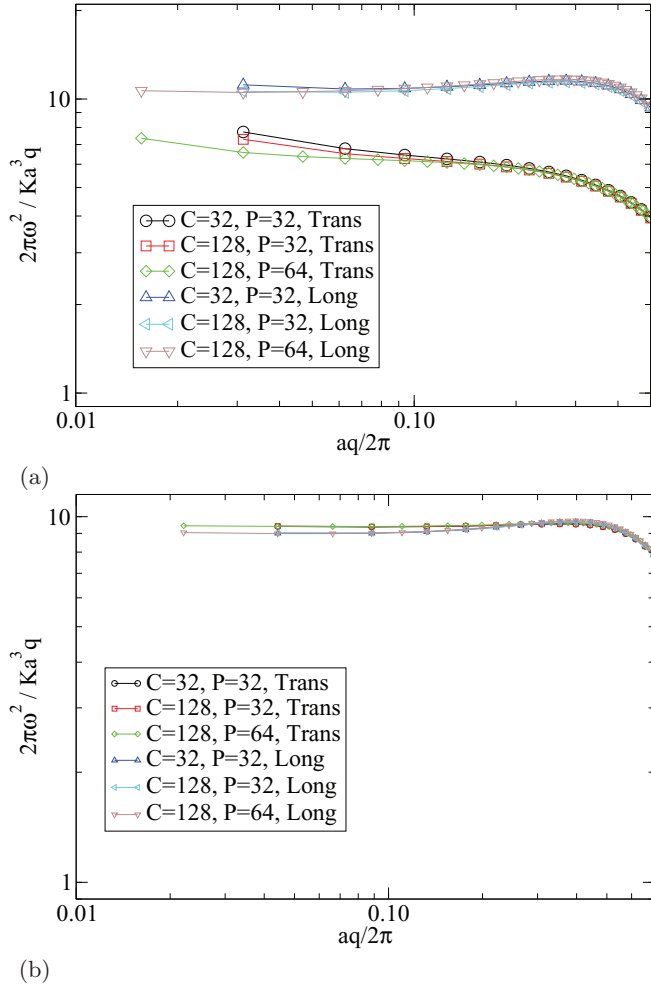 10
2πω² / Ka³q
C=32, P=32, Trans
C=128, P=32, Trans
C=128, P=64, Trans
C=32, P=32, Long
C=128, P=32, Long
C=128, P=64, Long
1
0.01
0.10
aq/2π
(a)
10
2πω² / Ka³q
C=32, P=32, Trans
C=128, P=32, Trans
C=128, P=64, Trans
C=32, P=32, Long
C=128, P=32, Long
C=128, P=64, Long
1
0.01
0.10
aq/2π
(b)